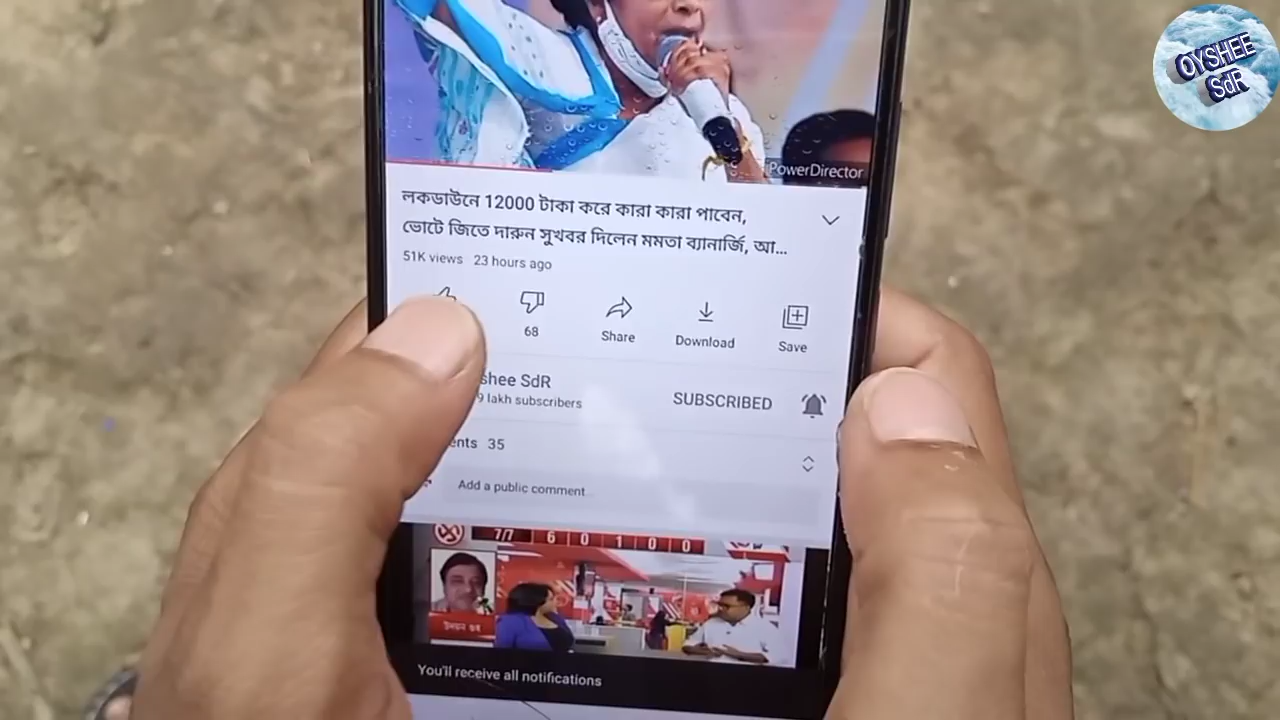 OYSHEE
SdR
PowerDirector
লকডাউনে 12000 টাকা করে কারা কারা পাবেন,
ভোটে জিতে দারুন সুখবর দিলেন মমতা ব্যানার্জি, আ...
51K views 23 hours ago
68
Share
Download
Save
shee SdR
9 lakh subscribers
SUBSCRIBED
ents 35
Add a public comment
7/7 6 0 1 0 0
You'll receive all notifications